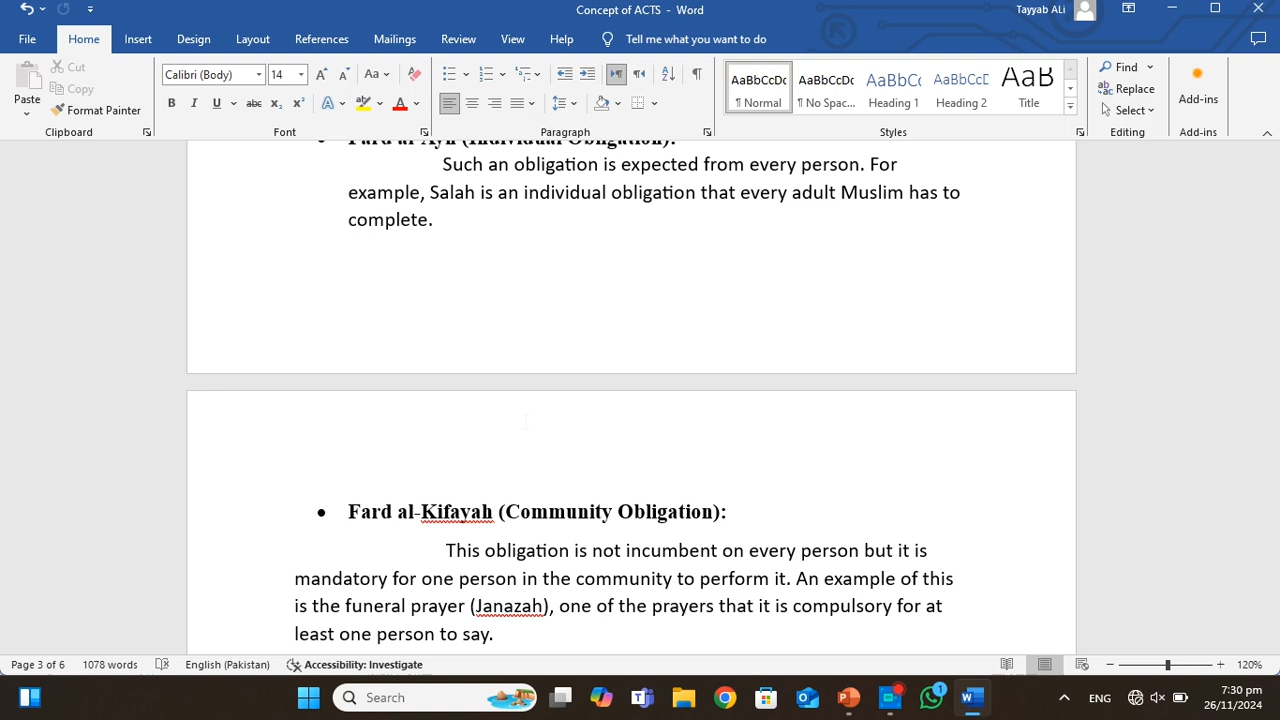 Concept of ACTS - Word
Tayyab ALi
File Home Insert Design Layout References Mailings Review View Help Tell me what you want to do
Paste
Cut
Copy
Format Painter
Clipboard
Calibri (Body) 14
Font
Paragraph
AaBbCcDc AaBbCcDc AaBbCc AaBbCcD AaB
¶ Normal ¶ No Spac... Heading 1 Heading 2 Title
Styles
Find
Replace
Select
Editing
Add-ins
Add-ins
• Fard al-Ayn (Individual Obligation):
Such an obligation is expected from every person. For
example, Salah is an individual obligation that every adult Muslim has to
complete.
• Fard al-Kifayah (Community Obligation):
This obligation is not incumbent on every person but it is
mandatory for one person in the community to perform it. An example of this
is the funeral prayer (Janazah), one of the prayers that it is compulsory for at
least one person to say.
Page 3 of 6 1078 words English (Pakistan) Accessibility: Investigate 120%
Search
ENG
7:30 pm
26/11/2024